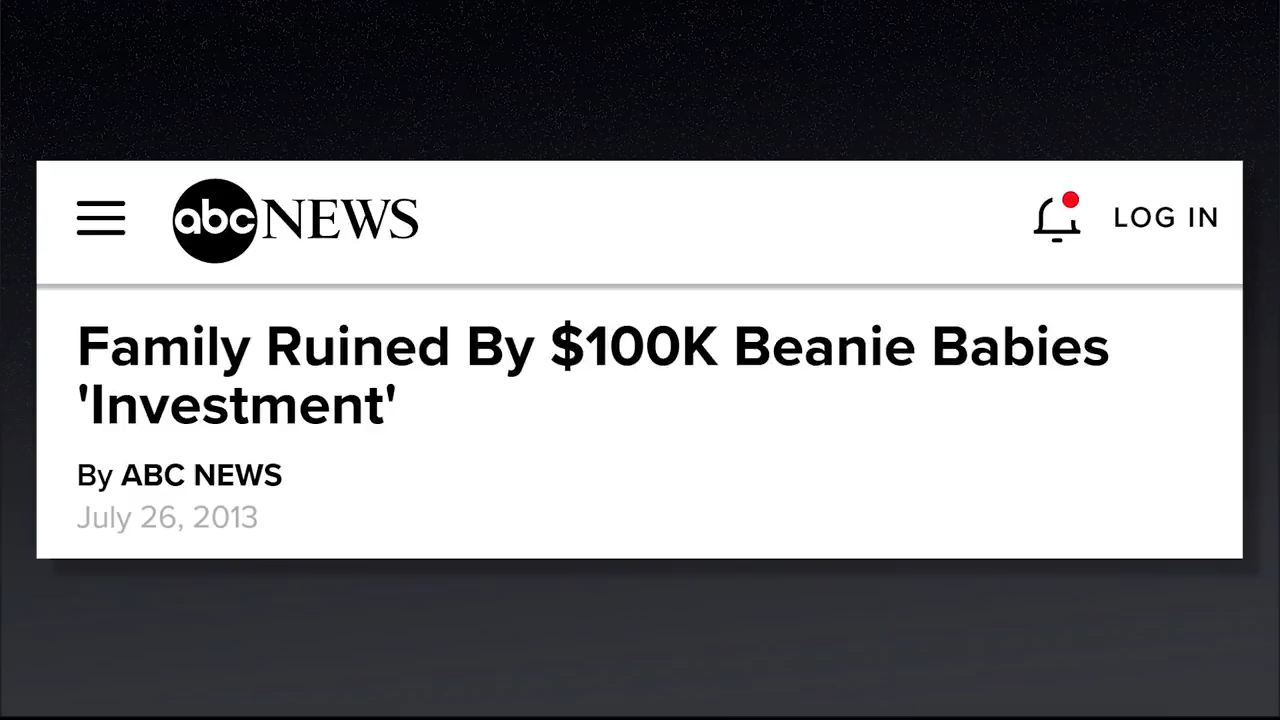 abc NEWS
LOG IN
Family Ruined By $100K Beanie Babies
'Investment'
By ABC NEWS
July 26, 2013